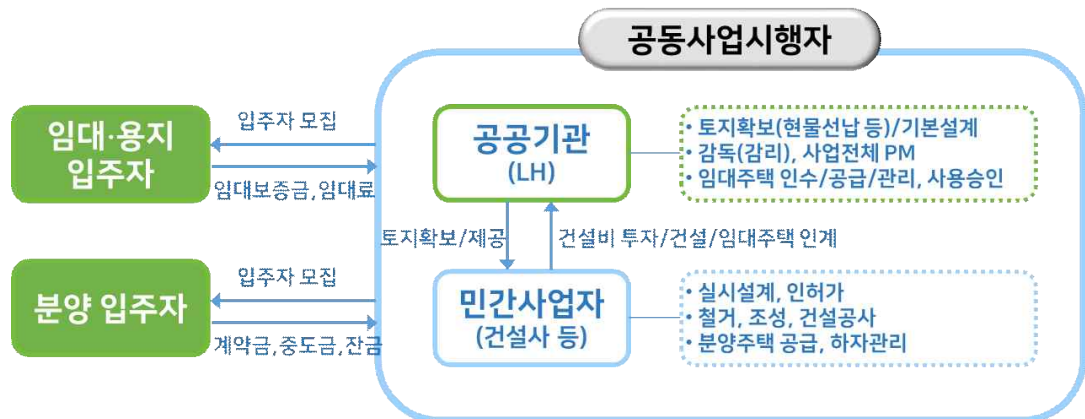 공동사업시행자
입주자 모집
임대·용지
입주자
임대보증금,임대료
공공기관
(LH)
• 토지확보(현물선납 등)/기본설계
• 감독(감리), 사업전체 PM
• 임대주택 인수/공급/관리, 사용승인
토지확보/제공
건설비 투자/건설/임대주택 인계
입주자 모집
분양 입주자
계약금,중도금,잔금
민간사업자
(건설사 등)
• 실시설계, 인허가
• 철거, 조성, 건설공사
• 분양주택 공급, 하자관리